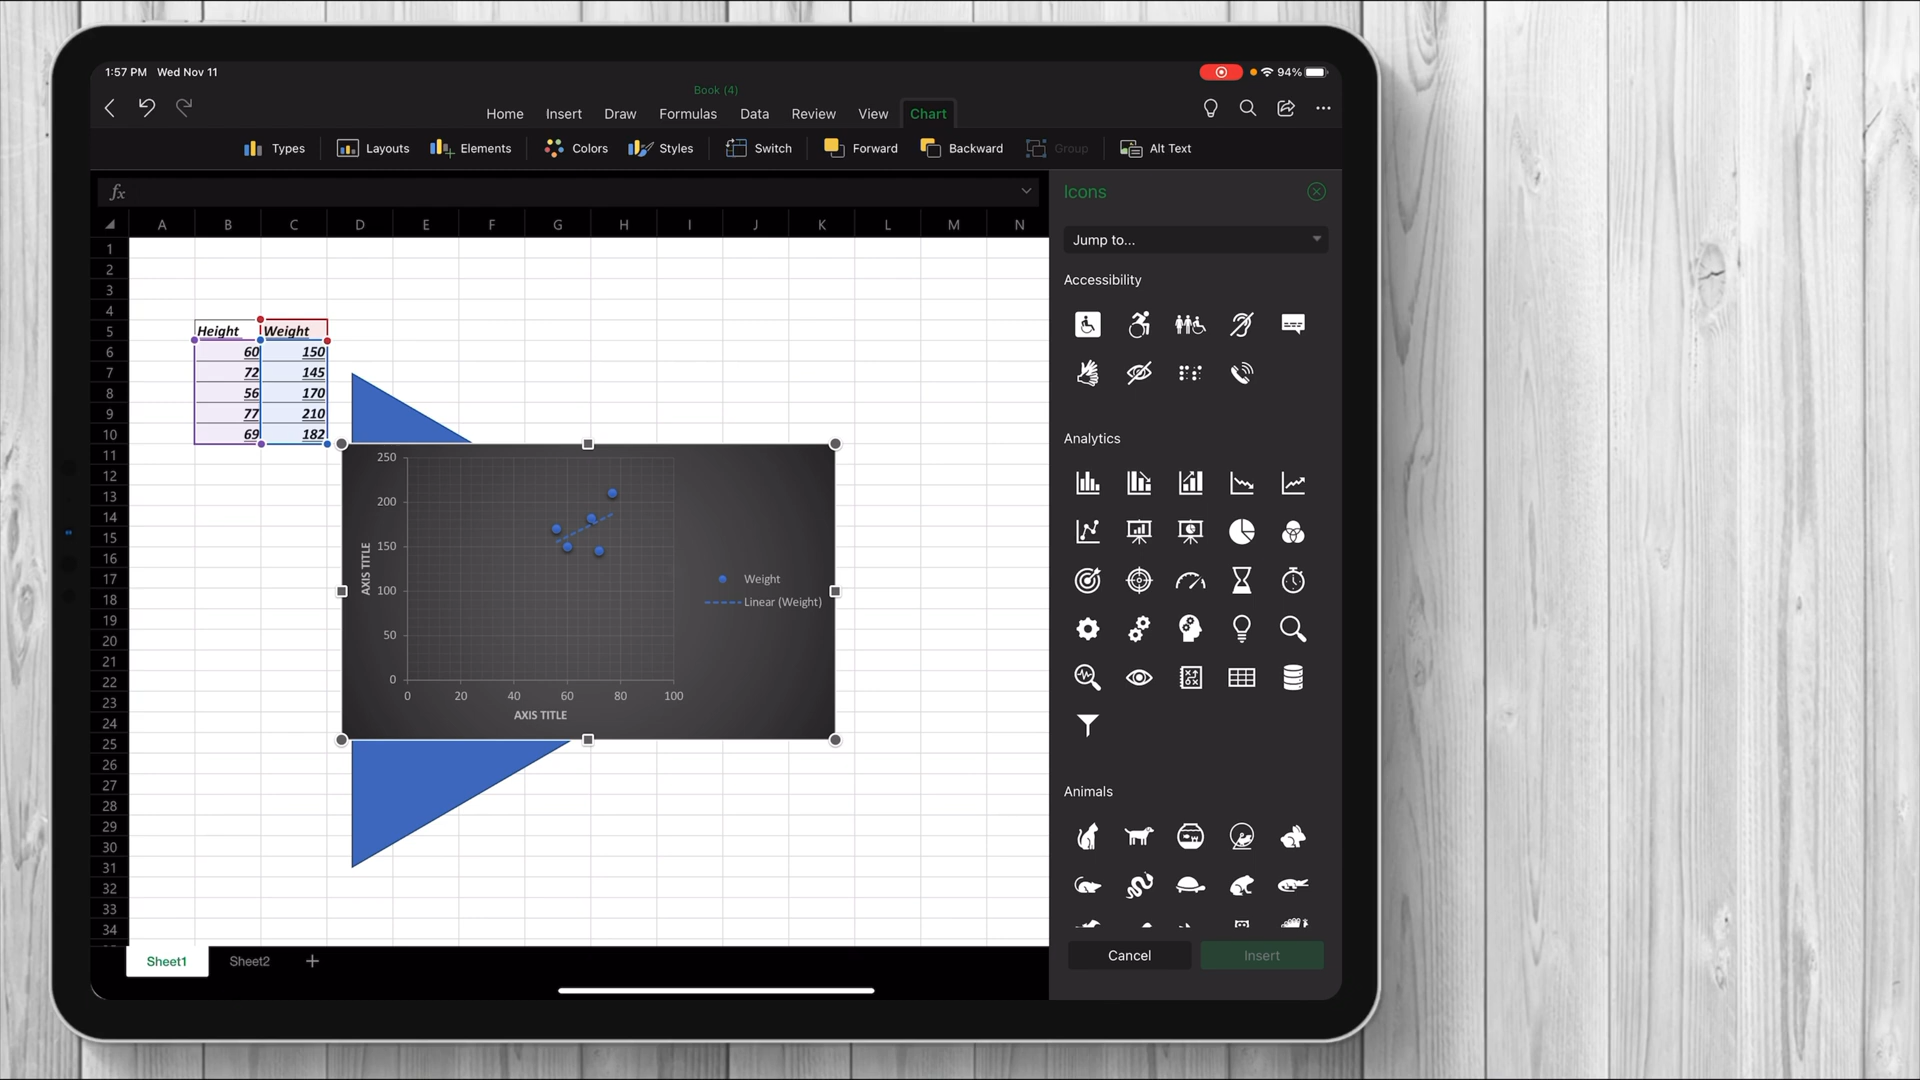 1:57 PM Wed Nov 11
94%
Book (4)
Home Insert Draw Formulas Data Review View Chart
Types Layouts Elements Colors Styles Switch Forward Backward Group Alt Text
fx
Icons
Jump to...
A B C D E F G H I J K L M N
1
2
3
4
5 Height Weight
6 60 150
7 72 145
8 56 170
9 77 210
10 69 182
11
12
13
14
15
16
17
18
19
20
21
22
23
24
25
26
27
28
29
30
31
32
33
34
250
200
150
100
50
0
0 20 40 60 80 100
AXIS TITLE
AXIS TITLE
Weight
Linear (Weight)
Accessibility
Analytics
Animals
Cancel Insert
Sheet1 Sheet2 +